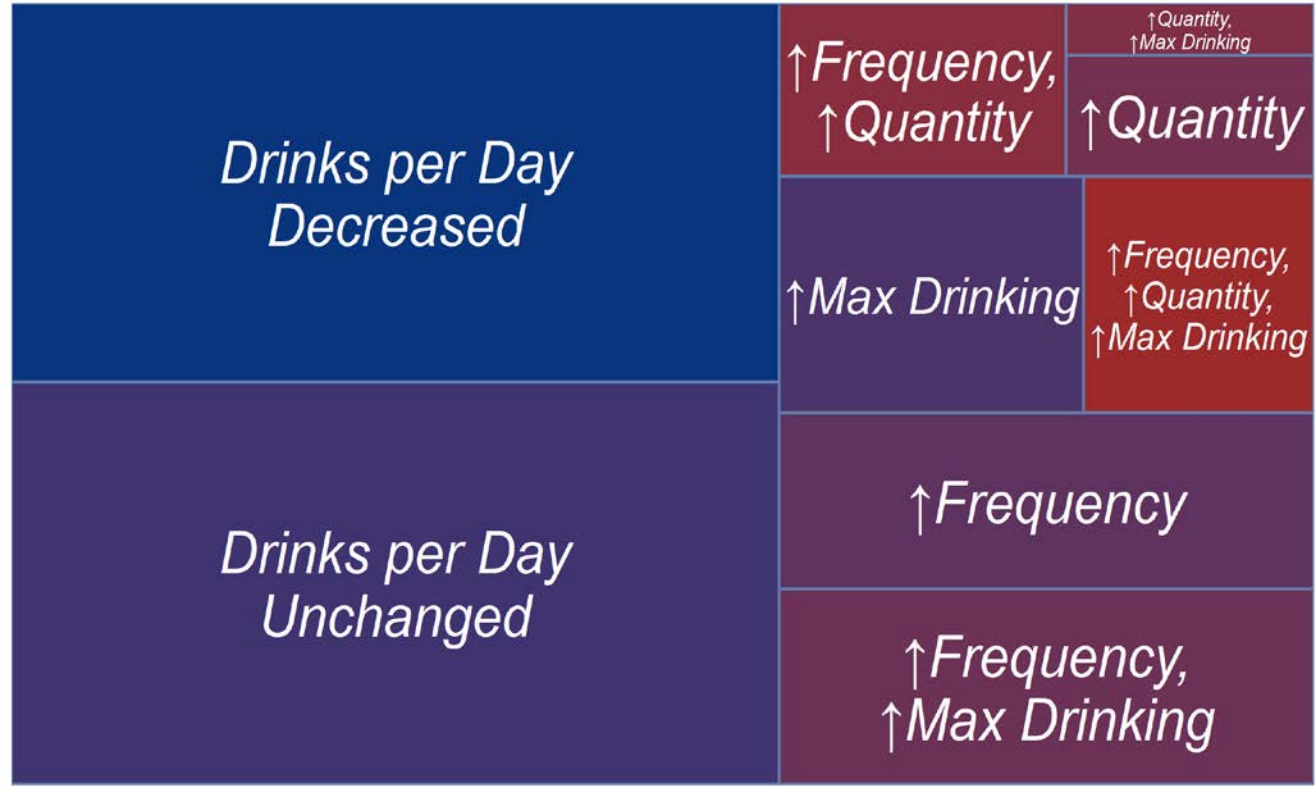 Drinks per Day
Decreased
Drinks per Day
Unchanged
↑Frequency,
↑Quantity
↑Quantity,
↑Max Drinking
↑Quantity
↑Max Drinking
↑Frequency,
↑Quantity,
↑Max Drinking
↑Frequency
↑Frequency,
↑Max Drinking